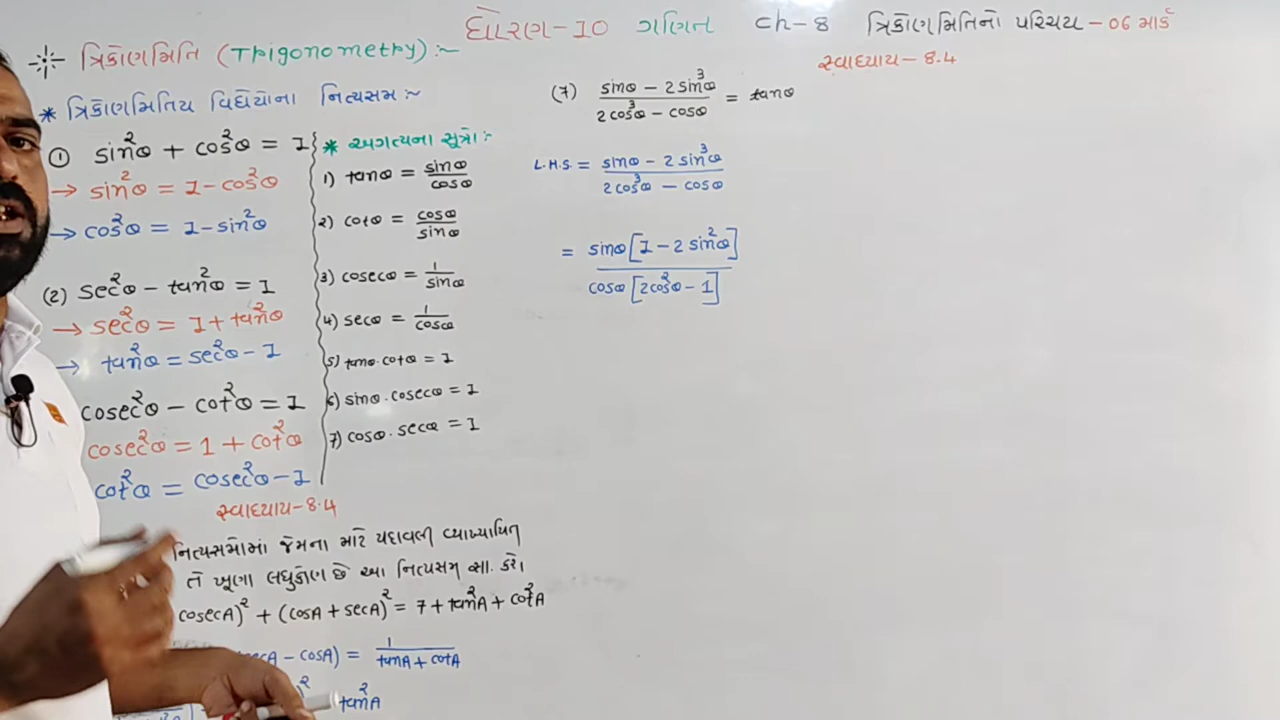 ધોરણ-10 ગણિત ch-8 ત્રિકોણમિતિનો પરિચય - 06 માર્ક
સ્વાધ્યાય - 8.4
ત્રિકોણમિતિ (Trigonometry) :~
* ત્રિકોણમિતિય વિધેયોના નિત્યસમ :~
① sin²θ + cos²θ = 1
→ sin²θ = 1 - cos²θ
→ cos²θ = 1 - sin²θ
(2) sec²θ - tan²θ = 1
→ sec²θ = 1 + tan²θ
→ tan²θ = sec²θ - 1
cosec²θ - cot²θ = 1
cosec²θ = 1 + cot²θ
cot²θ = cosec²θ - 1
* અગત્યના સૂત્રો :-
1) tanθ = sinθ/cosθ
2) cotθ = cosθ/sinθ
3) cosecθ = 1/sinθ
4) secθ = 1/cosθ
5) tanθ · cotθ = 1
6) sinθ · cosecθ = 1
7) cosθ · secθ = 1
સ્વાધ્યાય - 8.4
નિત્યસમોમાં જેમના માટે પદાવલી વ્યાખ્યાયિત
તે ખૂણા લઘુકોણ છે આ નિત્યસમ સા. કરો
cosecA)² + (cosA + secA)² = 7 + tan²A + cot²A
A - cosA) = 1/(tanA + cotA)
tan²A
(7) (sinθ - 2sin³θ)/(2cos³θ - cosθ) = tanθ
L.H.S. = (sinθ - 2sin³θ)/(2cos³θ - cosθ)
= sinθ[1 - 2sin²θ]/cosθ[2cos²θ - 1]